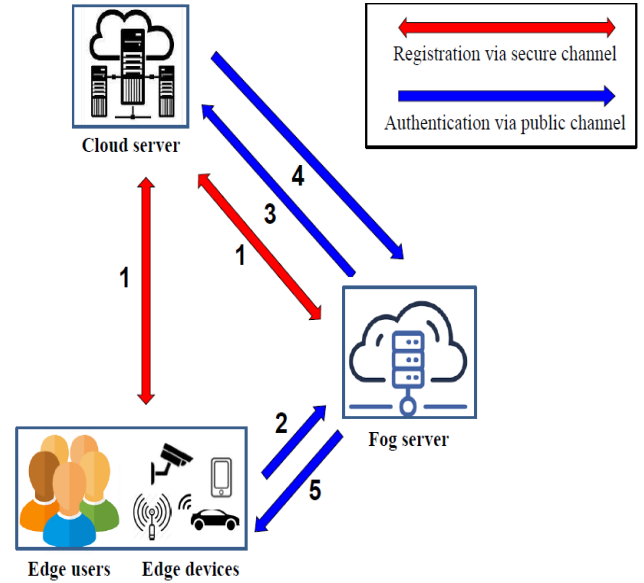 Registration via secure channel
Authentication via public channel
Cloud server
4
3
1
1
2
Fog server
5
Edge users
Edge devices